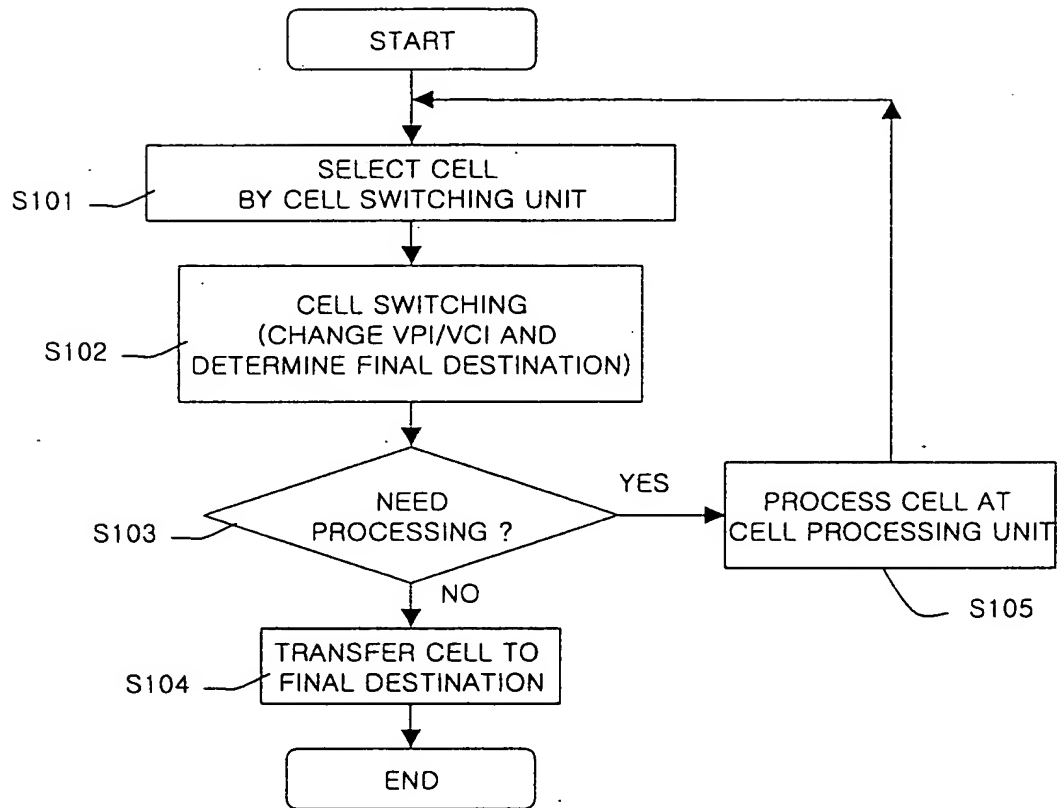 START
SELECT CELL
BY CELL SWITCHING UNIT
S101
CELL SWITCHING
(CHANGE VPI/VCI AND
DETERMINE FINAL DESTINATION)
S102
NEED
PROCESSING ?
S103
YES
PROCESS CELL AT
CELL PROCESSING UNIT
S105
NO
TRANSFER CELL TO
FINAL DESTINATION
S104
END